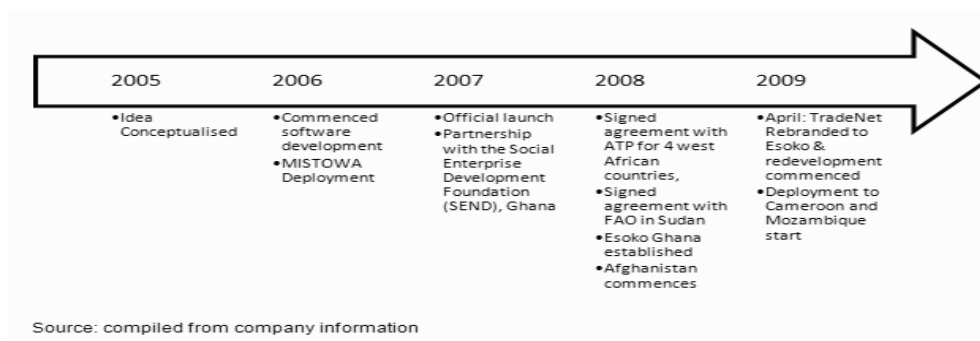 2005
2006
2007
2008
2009
•Idea
Conceptualised
•Commenced
software
development
•MISTOWA
Deployment
•Official launch
•Partnership
with the Social
Enterprise
Development
Foundation
(SEND), Ghana
•Signed
agreement with
ATP for 4 west
African
countries,
•Signed
agreement with
FAO in Sudan
•Esoko Ghana
established
•Afghanistan
commences
•April: TradeNet
Rebranded to
Esoko &
redevelopment
commenced
•Deployment to
Cameroon and
Mozambique
start
Source: compiled from company information